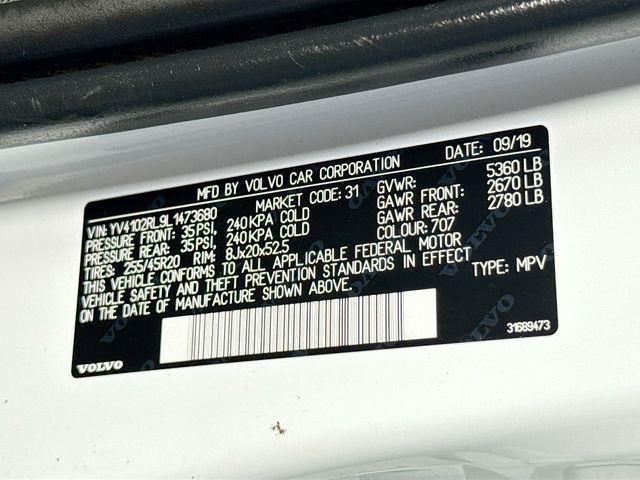 MFD BY VOLVO CAR CORPORATION DATE: 09/19
VIN: YV4102RL9L1473680 MARKET CODE: 31 GVWR: 5360 LB
PRESSURE FRONT: 35PSI, 240KPA COLD GAWR FRONT: 2670 LB
PRESSURE REAR: 35PSI, 240KPA COLD GAWR REAR: 2780 LB
TIRES: 255/45R20 RIM: 8Jx20x52.5 COLOUR: 707
VEHICLE CONFORMS TO ALL APPLICABLE FEDERAL MOTOR
VEHICLE SAFETY AND THEFT PREVENTION STANDARDS IN EFFECT
ON THE DATE OF MANUFACTURE SHOWN ABOVE. TYPE: MPV
VOLVO 31689473